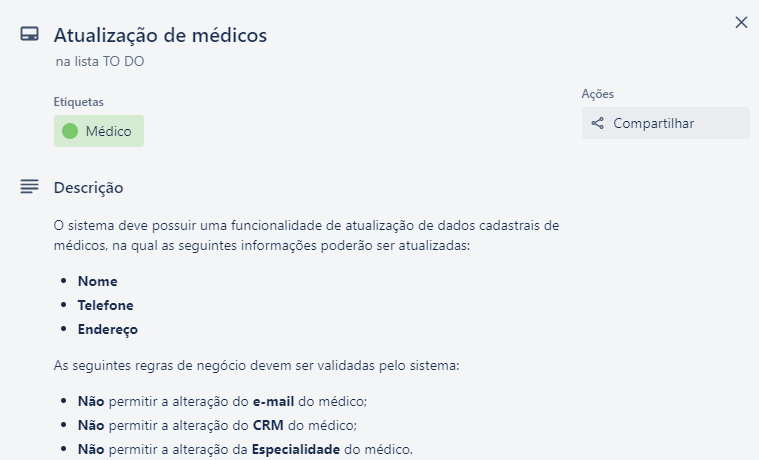 Atualização de médicos
na lista TO DO
Etiquetas
Médico
Ações
Compartilhar
Descrição
O sistema deve possuir uma funcionalidade de atualização de dados cadastrais de
médicos, na qual as seguintes informações poderão ser atualizadas:
Nome
Telefone
Endereço
As seguintes regras de negócio devem ser validadas pelo sistema:
Não permitir a alteração do e-mail do médico;
Não permitir a alteração do CRM do médico;
Não permitir a alteração da Especialidade do médico.